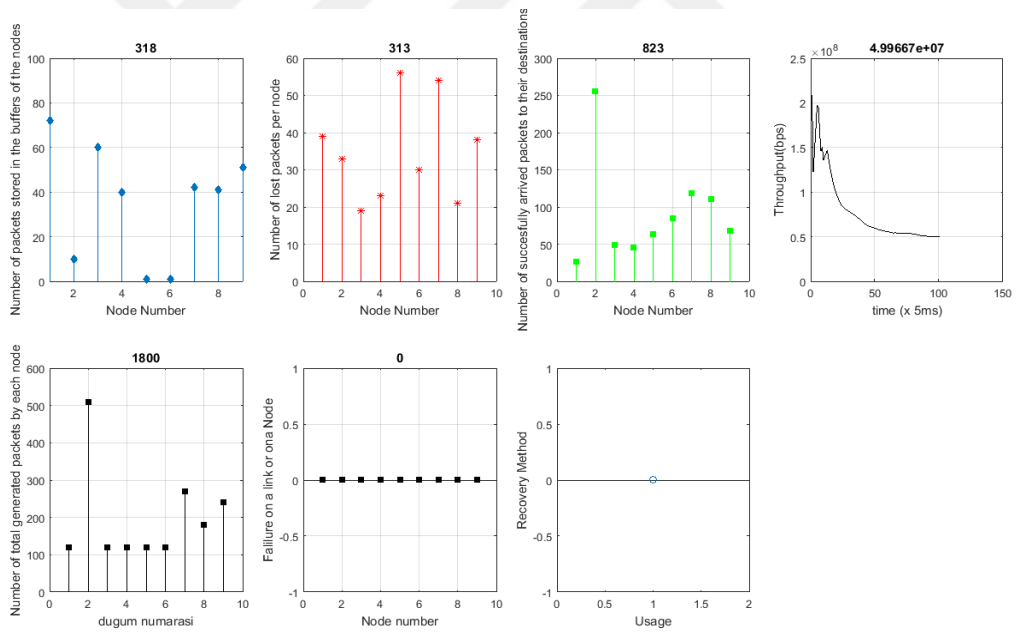 318
Number of packets stored in the buffers of the nodes
100
80
60
40
20
0
2 4 6 8
Node Number
313
Number of lost packets per node
60
50
40
30
20
10
0
0 2 4 6 8 10
Node Number
823
Number of succesfully arrived packets to their destinations
300
250
200
150
100
50
0
0 2 4 6 8 10
Node Number
4.99667e+07
× 10^8
Throughput(bps)
2.5
2
1.5
1
0.5
0
0 50 100 150
time (x 5ms)
1800
Number of total generated packets by each node
600
500
400
300
200
100
0
0 2 4 6 8 10
dugum numarasi
0
Falilure on a link or ona Node
1
0.5
0
-0.5
-1
0 2 4 6 8 10
Node number
Recovery Method
1
0.5
0
-0.5
-1
0 0.5 1 1.5 2
Usage